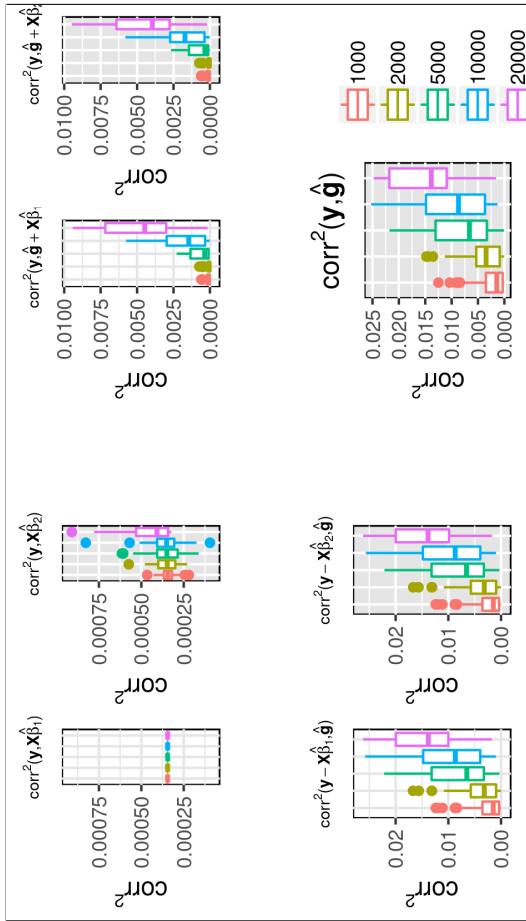 corr²(y,Xβ̂₁)
corr²
0.00075
0.00050
0.00025
corr²(y,Xβ̂₂)
corr²
0.00075
0.00050
0.00025
corr²(y,ĝ + Xβ̂₁)
corr²
0.0100
0.0075
0.0050
0.0025
0.0000
corr²(y,ĝ + Xβ̂₂)
corr²
0.0100
0.0075
0.0050
0.0025
0.0000
corr²(y − Xβ̂₁,ĝ)
corr²
0.02
0.01
0.00
corr²(y − Xβ̂₂,ĝ)
corr²
0.02
0.01
0.00
corr²(y,ĝ)
corr²
0.025
0.020
0.015
0.010
0.005
0.000
1000
2000
5000
10000
20000